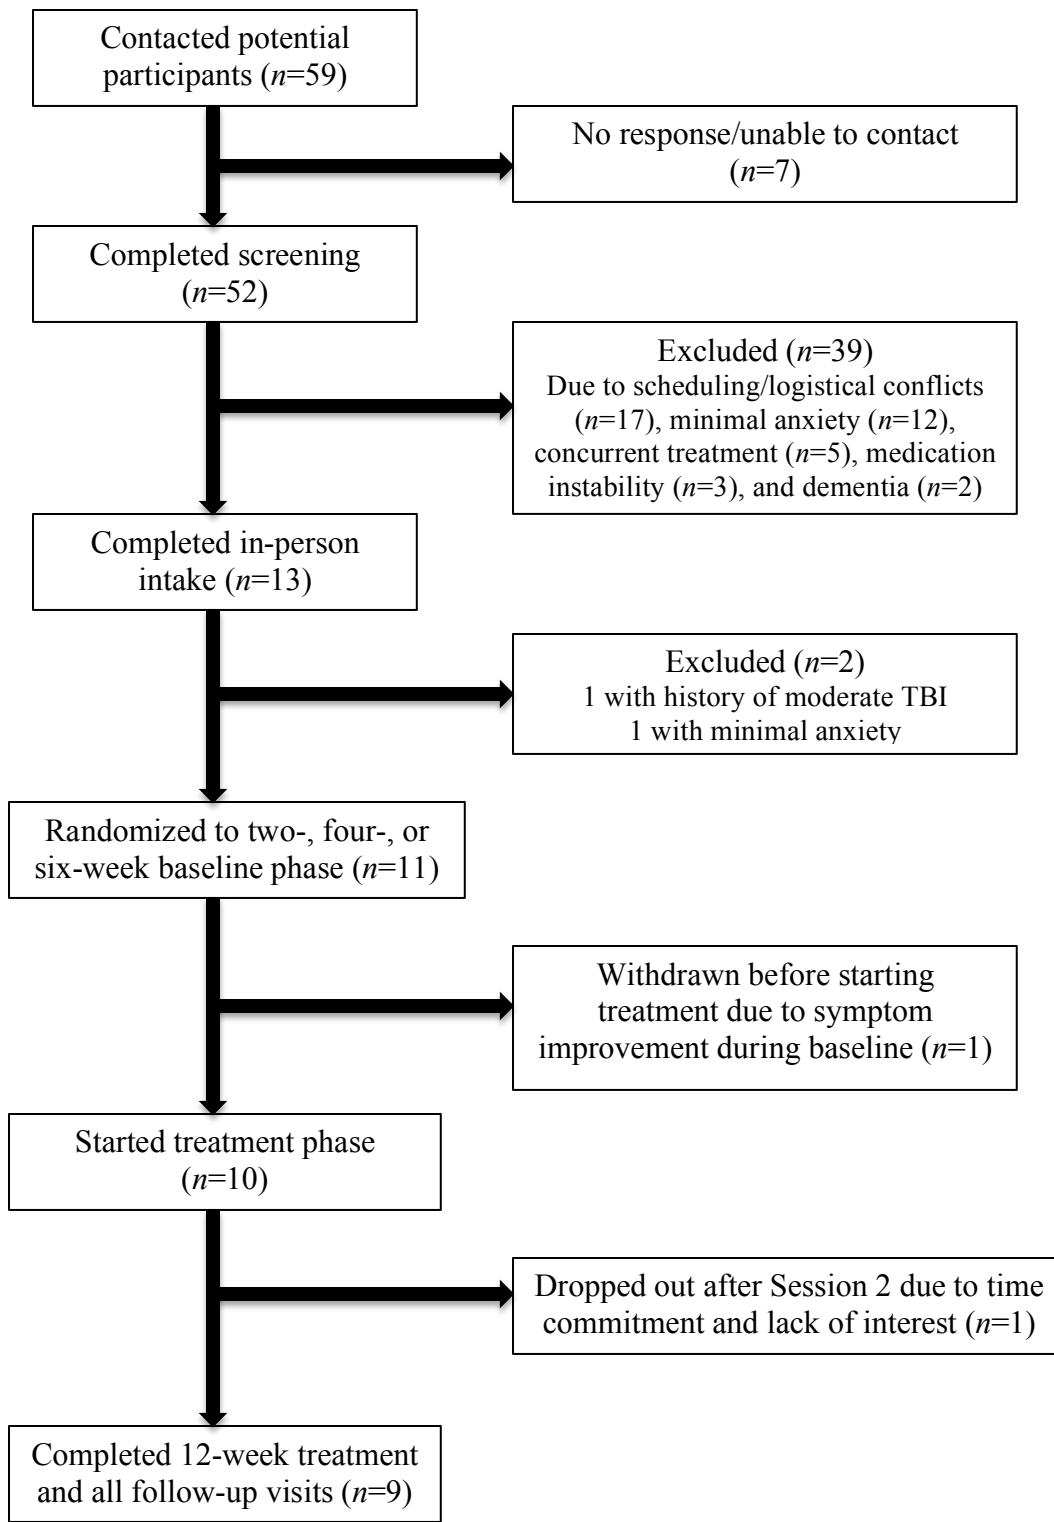 Contacted potential
participants (n=59)
No response/unable to contact
(n=7)
Completed screening
(n=52)
Excluded (n=39)
Due to scheduling/logistical conflicts
(n=17), minimal anxiety (n=12),
concurrent treatment (n=5), medication
instability (n=3), and dementia (n=2)
Completed in-person
intake (n=13)
Excluded (n=2)
1 with history of moderate TBI
1 with minimal anxiety
Randomized to two-, four-, or
six-week baseline phase (n=11)
Withdrawn before starting
treatment due to symptom
improvement during baseline (n=1)
Started treatment phase
(n=10)
Dropped out after Session 2 due to time
commitment and lack of interest (n=1)
Completed 12-week treatment
and all follow-up visits (n=9)